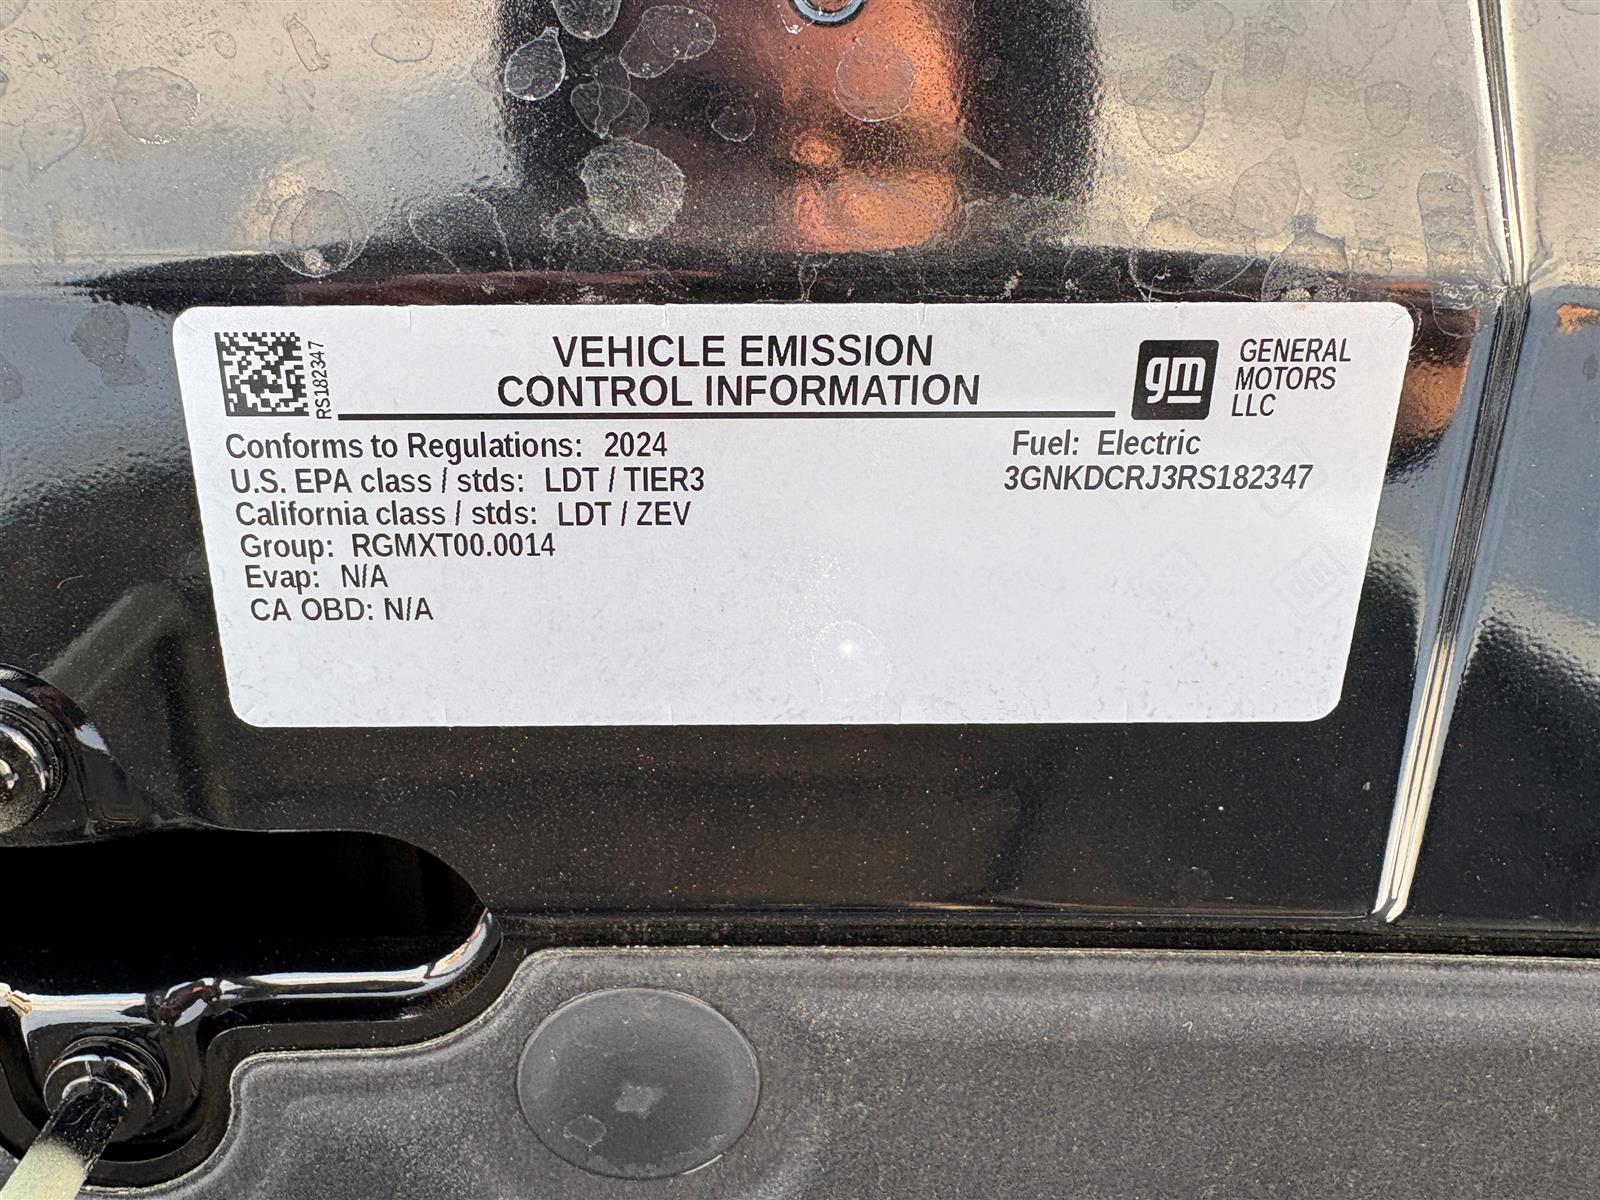 RS182347
VEHICLE EMISSION
CONTROL INFORMATION
gm
GENERAL
MOTORS
LLC
Conforms to Regulations: 2024
U.S. EPA class / stds: LDT / TIER3
California class / stds: LDT / ZEV
Group: RGMXT00.0014
Evap: N/A
CA OBD: N/A
Fuel: Electric
3GNKDCRJ3RS182347